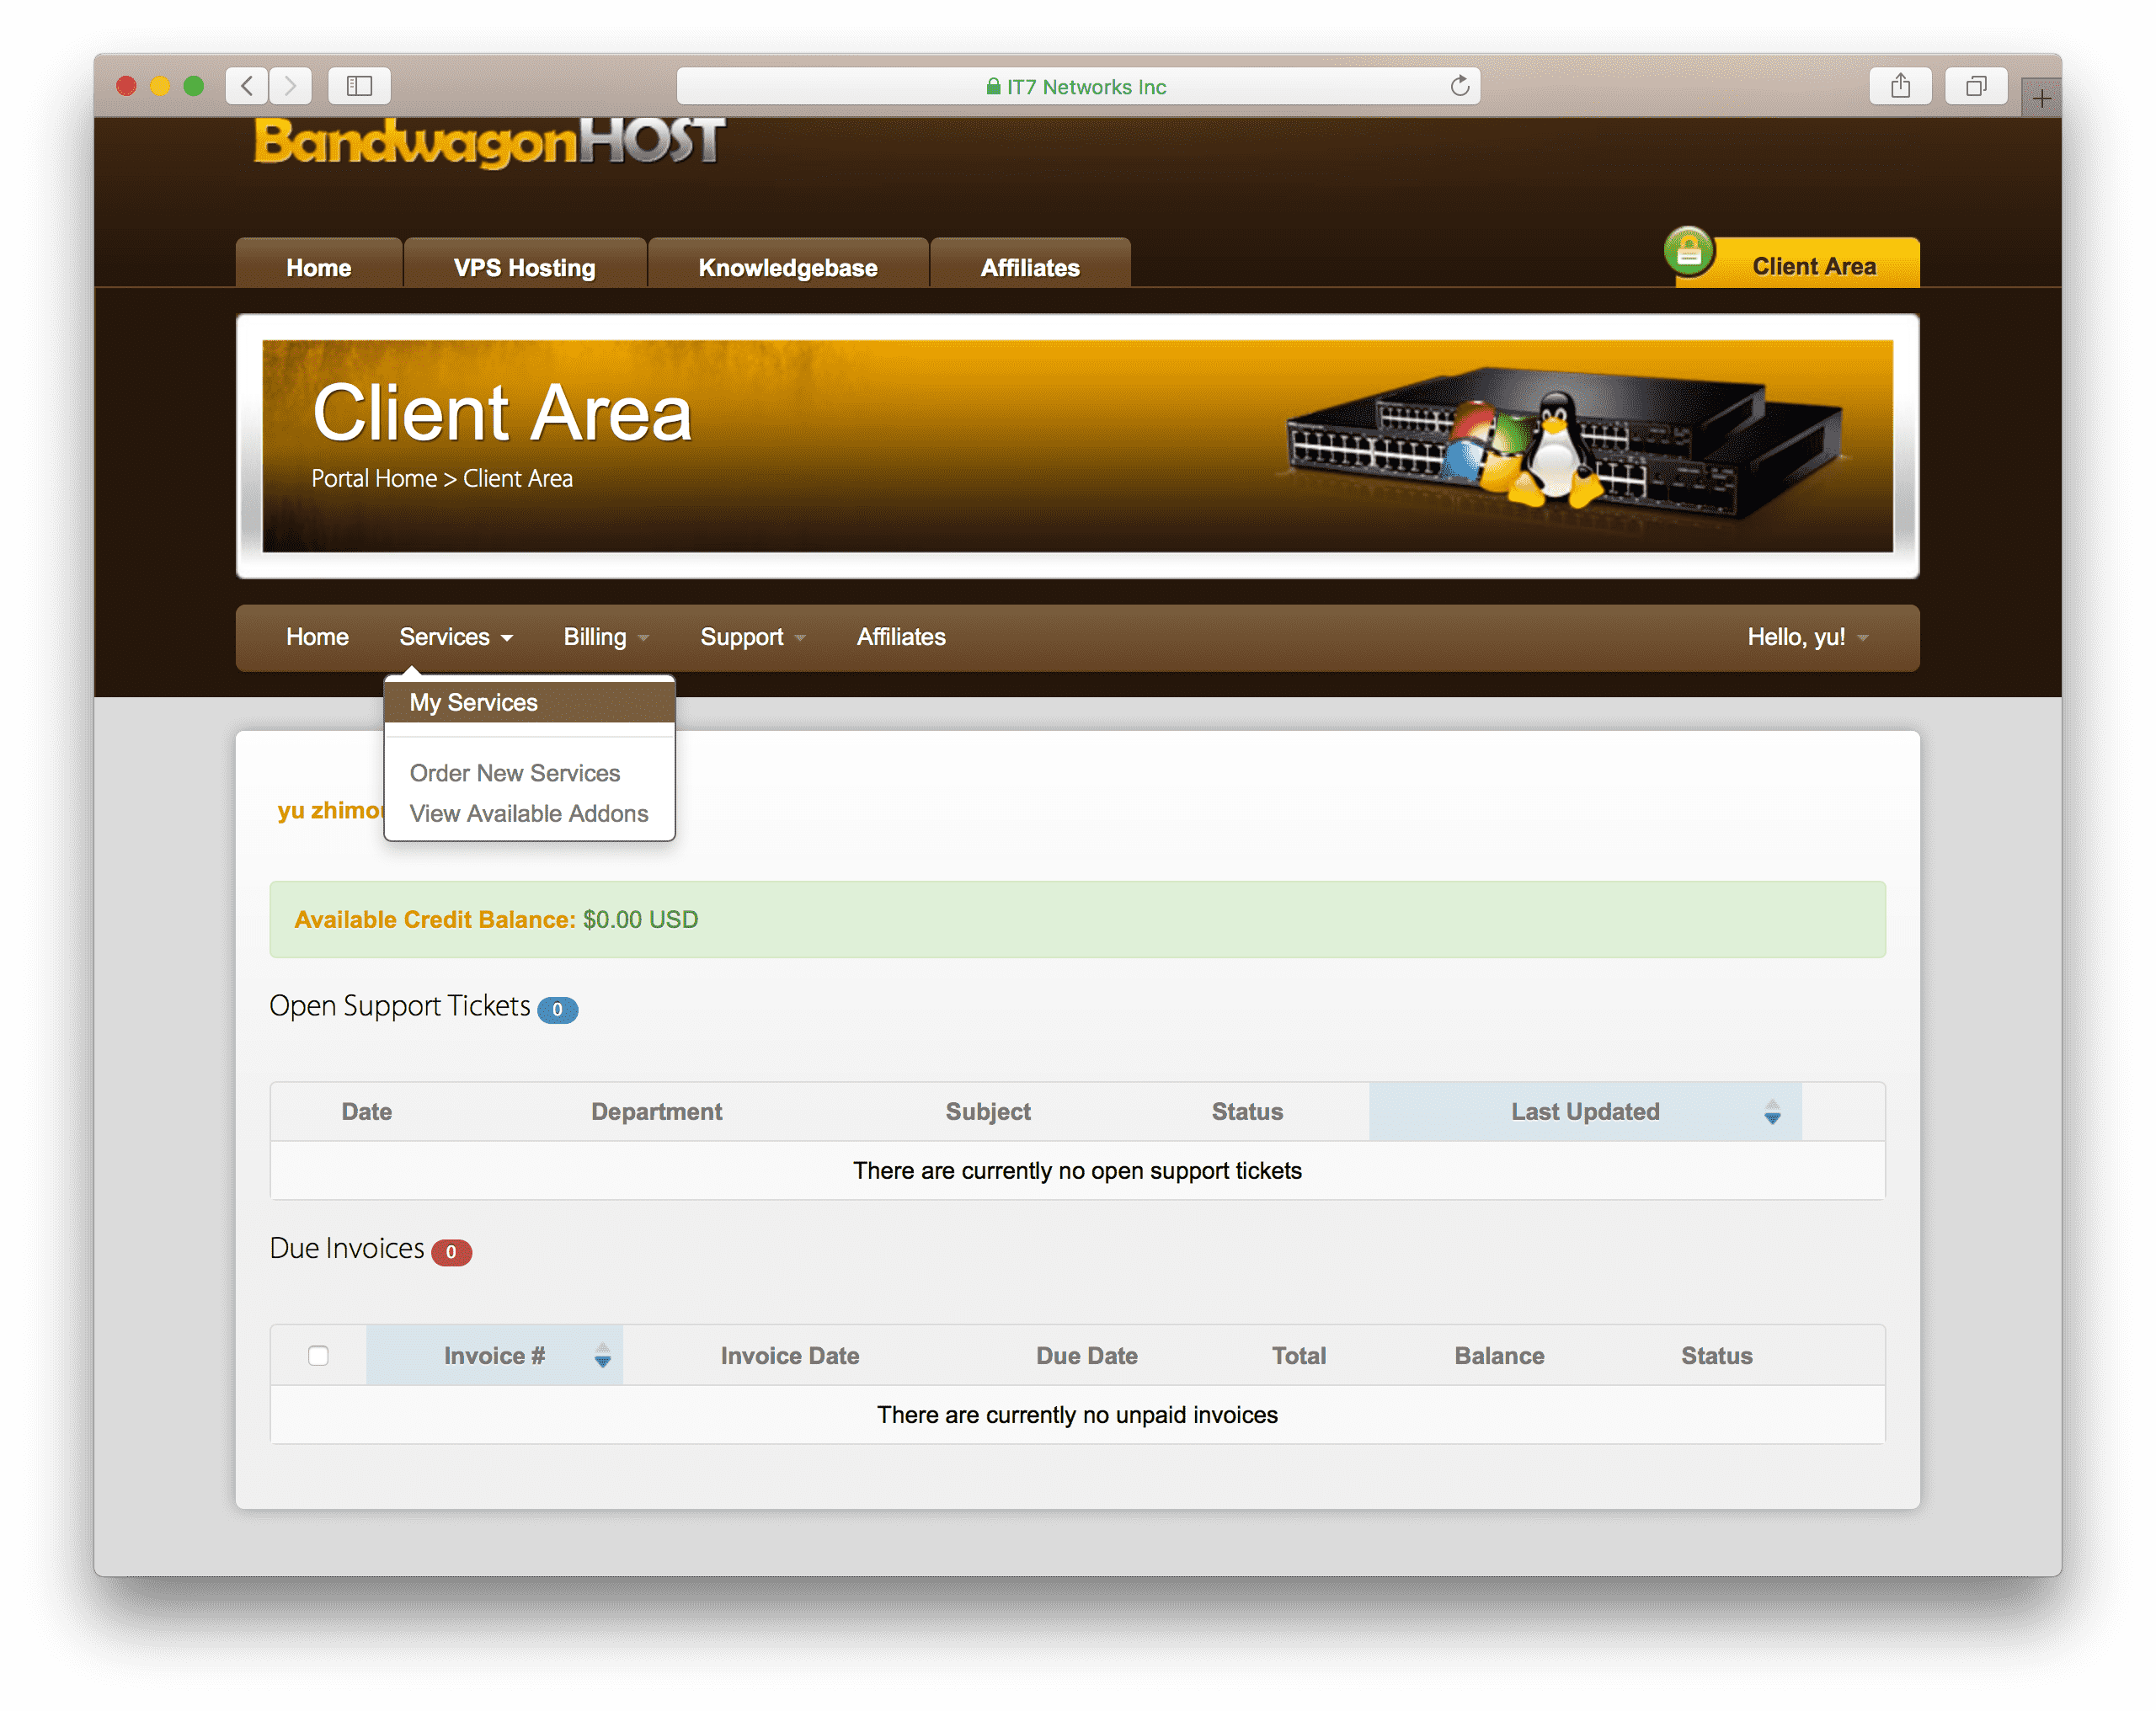 IT7 Networks Inc
BandwagonHOST
Home VPS Hosting Knowledgebase Affiliates Client Area
Client Area
Portal Home > Client Area
Home Services Billing Support Affiliates Hello, yu!
My Services
Order New Services
View Available Addons
yu
Available Credit Balance: $0.00 USD
Open Support Tickets 0
Date Department Subject Status Last Updated
There are currently no open support tickets
Due Invoices 0
Invoice # Invoice Date Due Date Total Balance Status
There are currently no unpaid invoices